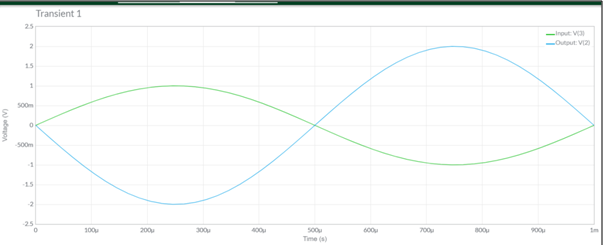 Transient 1
2.5
Input: V(3)
Output: V(2)
2
1.5
1
500m
0
-500m
-1
-1.5
-2
-2.5
Voltage (V)
0 100µ 200µ 300µ 400µ 500µ 600µ 700µ 800µ 900µ 1m
Time (s)